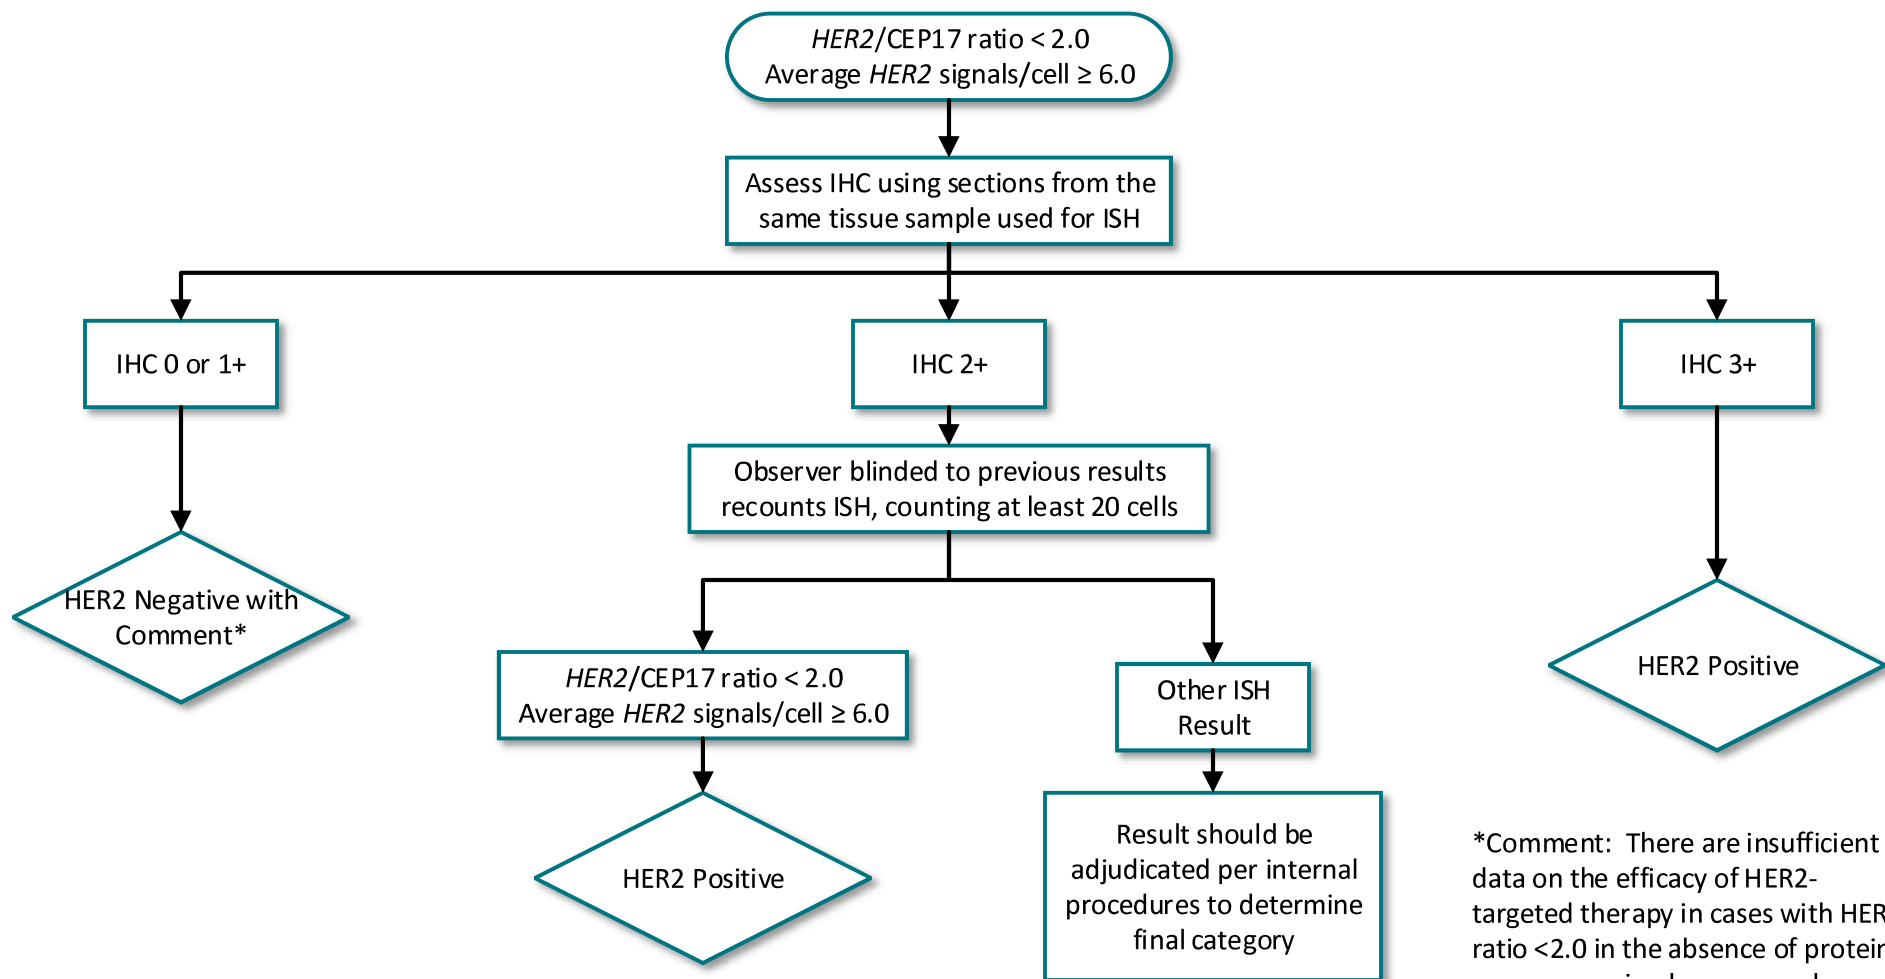 HER2/CEP17 ratio < 2.0
Average HER2 signals/cell ≥ 6.0
Assess IHC using sections from the
same tissue sample used for ISH
IHC 0 or 1+
IHC 2+
IHC 3+
Observer blinded to previous results
recounts ISH, counting at least 20 cells
HER2 Negative with
Comment*
HER2/CEP17 ratio < 2.0
Average HER2 signals/cell ≥ 6.0
Other ISH
Result
HER2 Positive
HER2 Positive
Result should be
adjudicated per internal
procedures to determine
final category
*Comment: There are insufficient
data on the efficacy of HER2-
targeted therapy in cases with HER
ratio <2.0 in the absence of protein